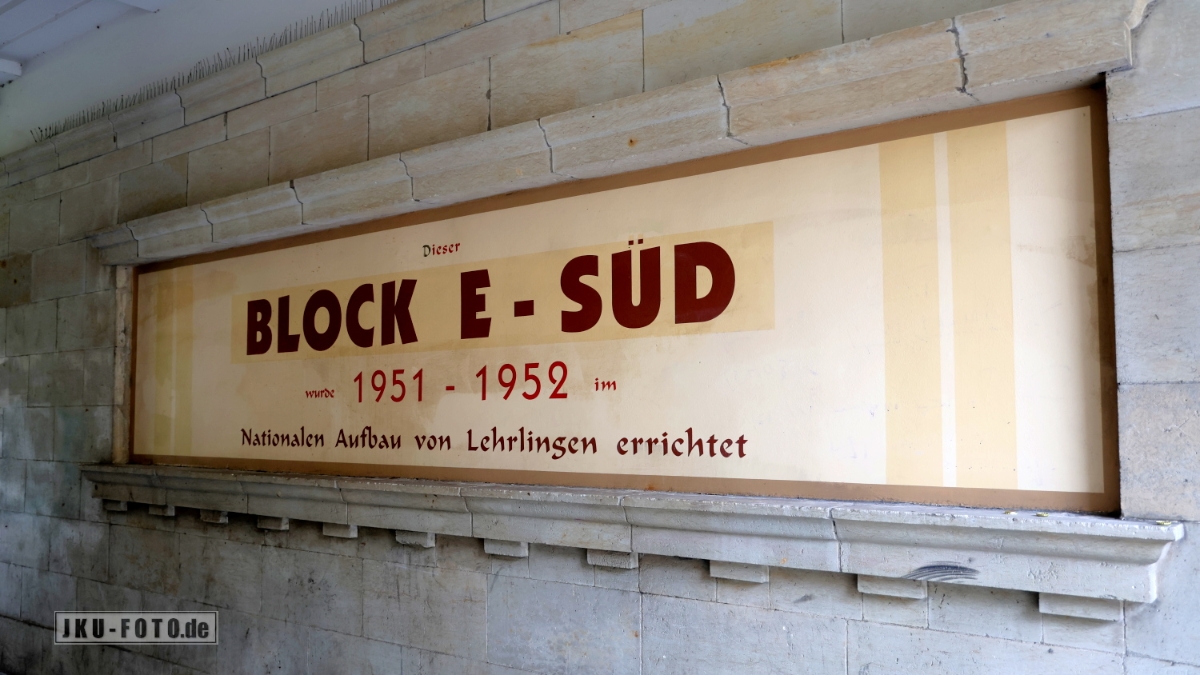 Dieser
BLOCK E - SÜD
wurde 1951 - 1952 im
Nationalen Aufbau von Lehrlingen errichtet
JKU-FOTO.de